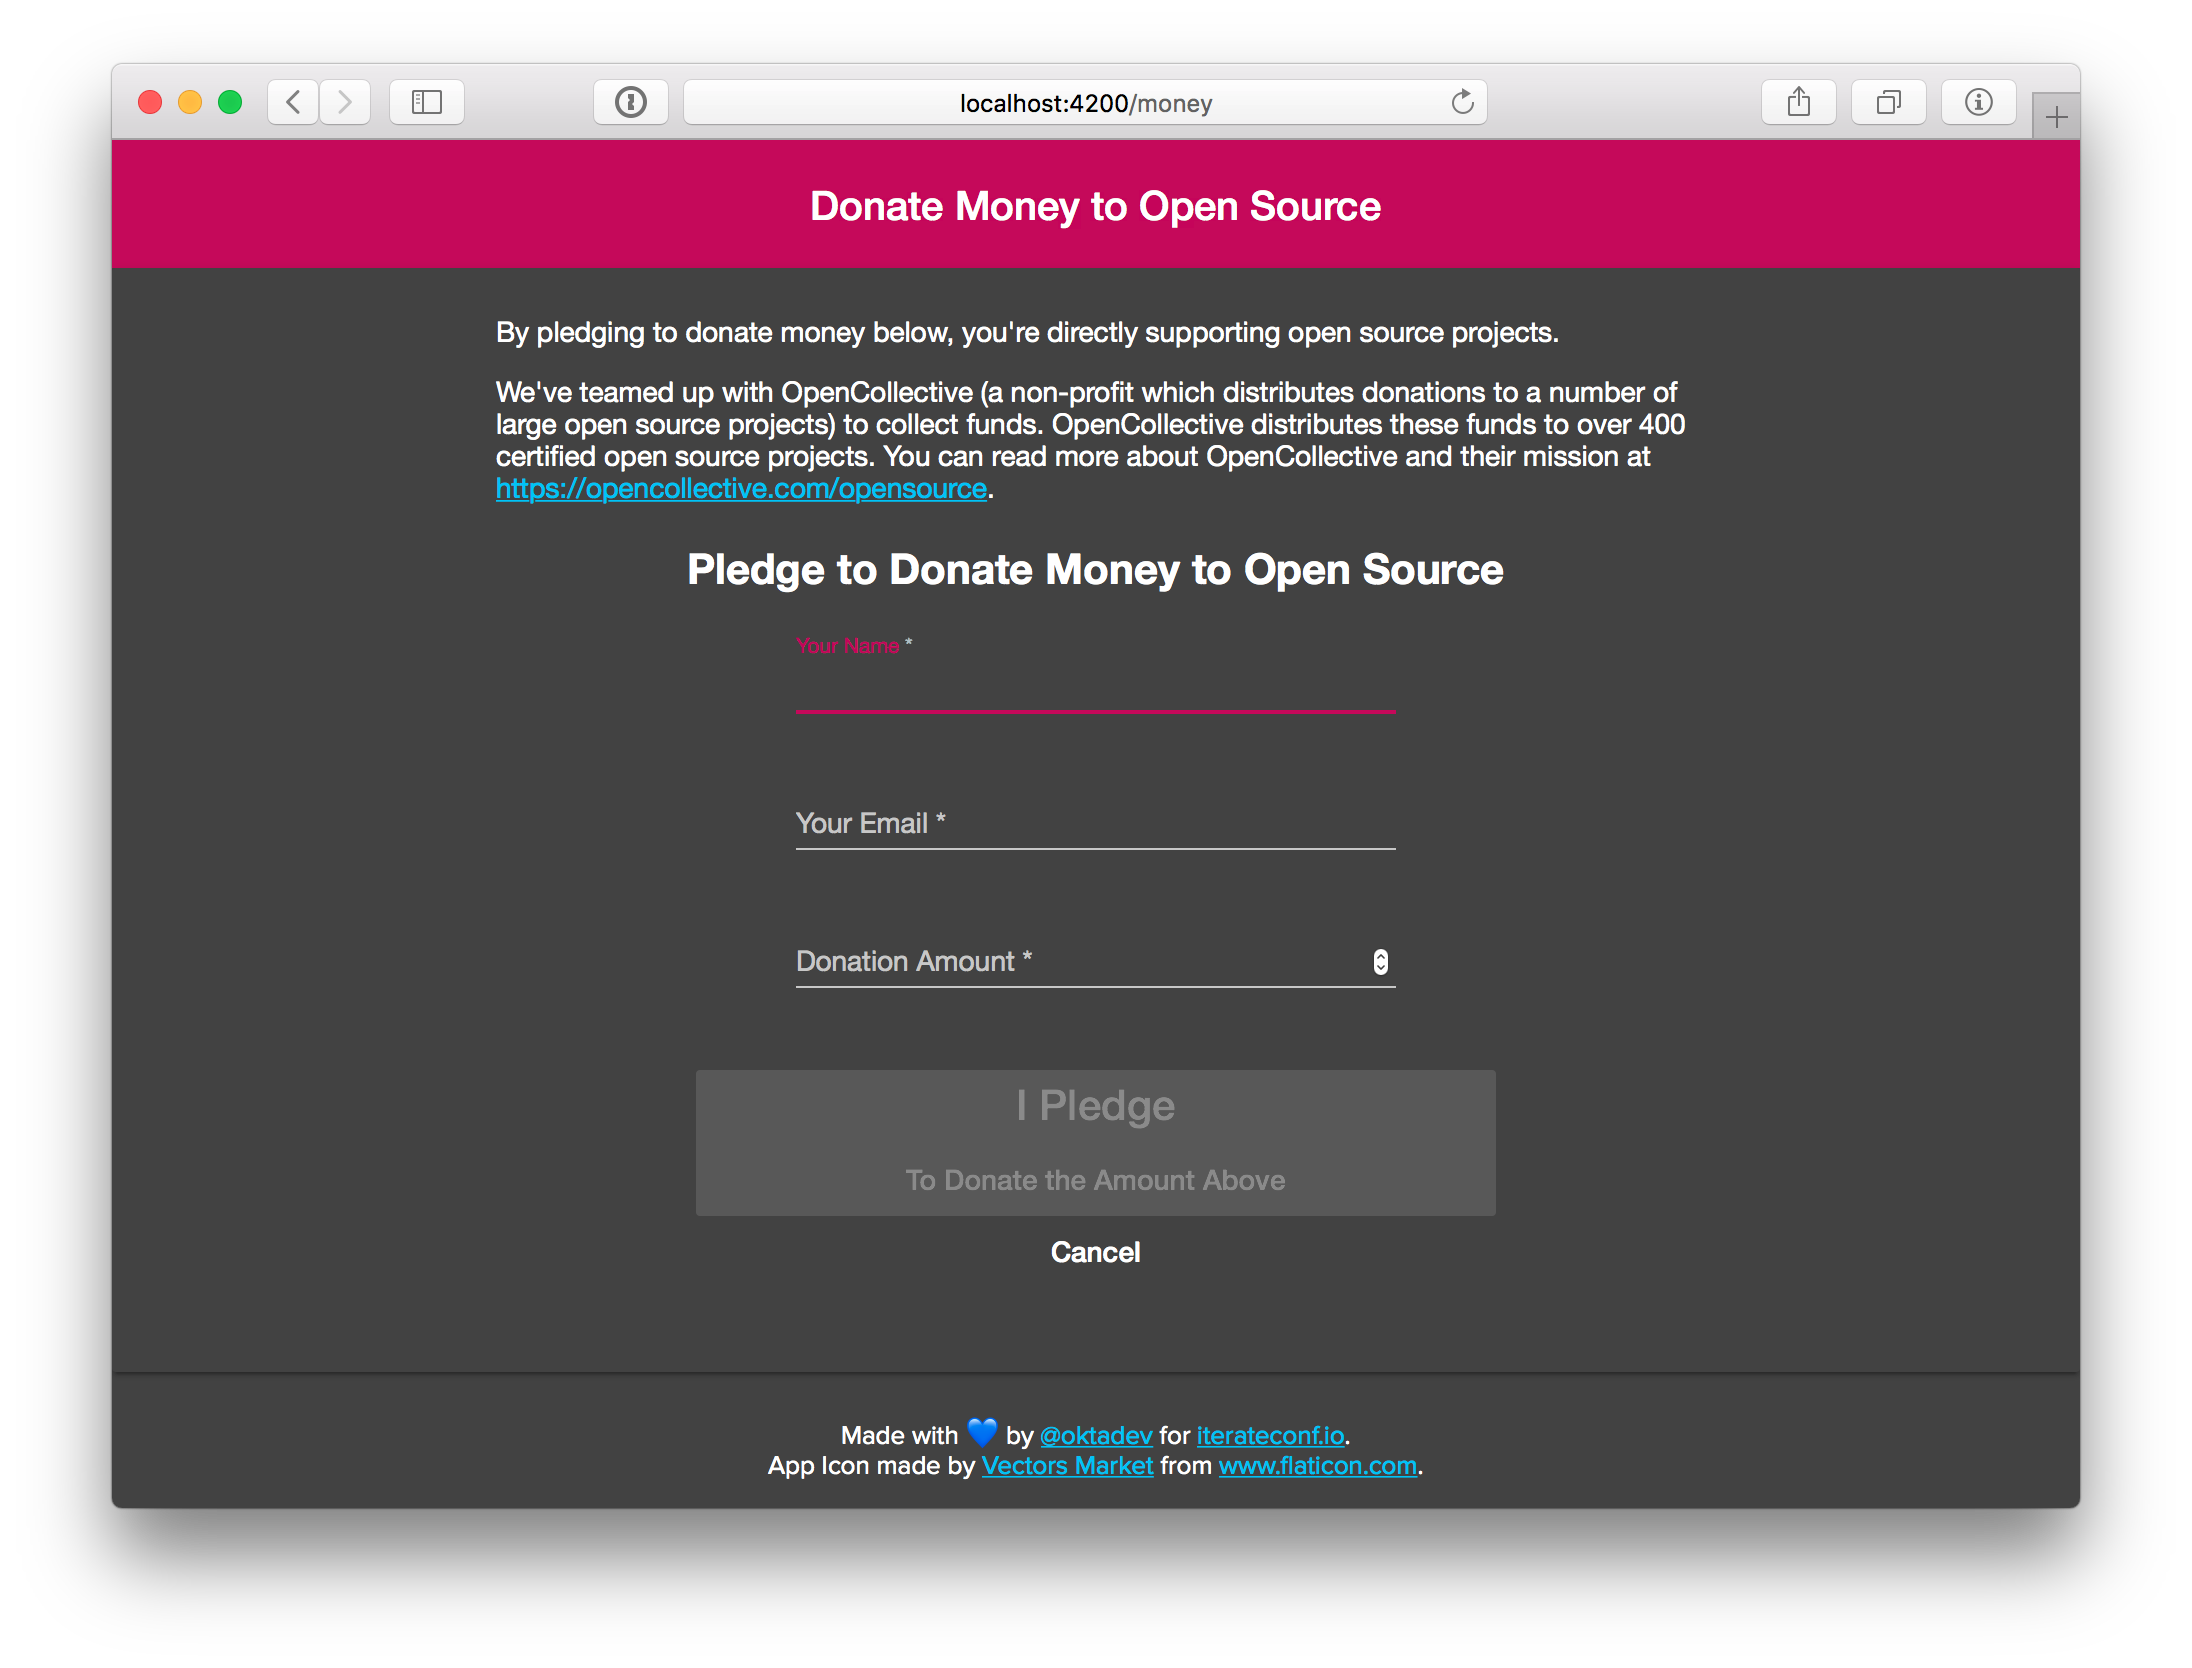 localhost:4200/money
Donate Money to Open Source
By pledging to donate money below, you're directly supporting open source projects.
We've teamed up with OpenCollective (a non-profit which distributes donations to a number of
large open source projects) to collect funds. OpenCollective distributes these funds to over 400
certified open source projects. You can read more about OpenCollective and their mission at
https://opencollective.com/opensource.
Pledge to Donate Money to Open Source
Your Name *
Your Email *
Donation Amount *
I Pledge
To Donate the Amount Above
Cancel
Made with 💙 by @oktadev for iterateconf.io.
App Icon made by Vectors Market from www.flaticon.com.